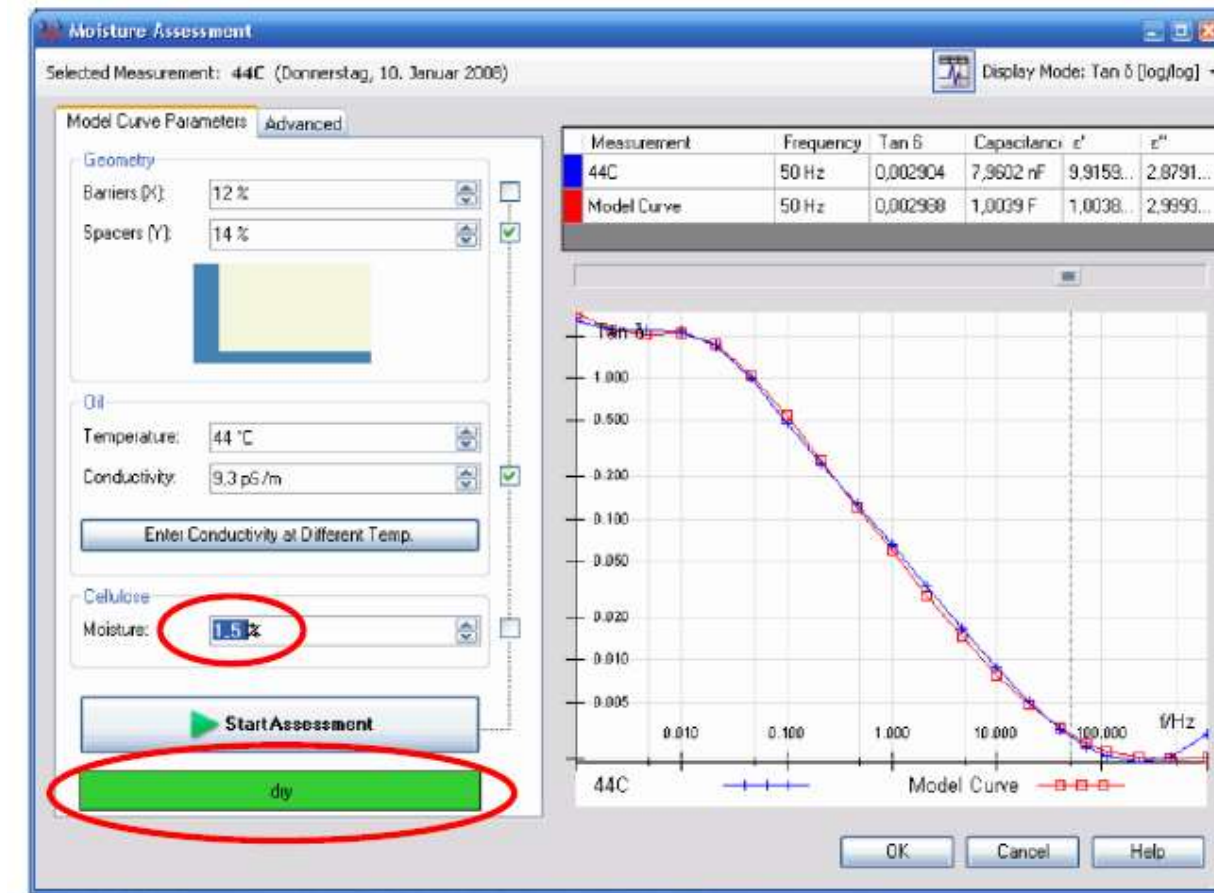 Moisture Assessment
Selected Measurement: 44C (Donnerstag, 10. Januar 2008)
Display Mode: Tan δ [log/log]
Model Curve Parameters Advanced
Geometry
Barriers (X): 12 %
Spacers (Y): 14 %
Oil
Temperature: 44 °C
Conductivity: 9.3 pS/m
Enter Conductivity at Different Temp.
Cellulose
Moisture: 1.5 %
Start Assessment
dry
Measurement Frequency Tan δ Capacitanc ε' ε''
44C 50 Hz 0,002904 7,9602 nF 9,9159... 2,8791...
Model Curve 50 Hz 0,002988 1,0039 F 1,0038... 2,9993...
Tan δ
1.000
0.500
0.200
0.100
0.050
0.020
0.010
0.005
0.010 0.100 1.000 10.000 100.000 f/Hz
44C Model Curve
OK Cancel Help